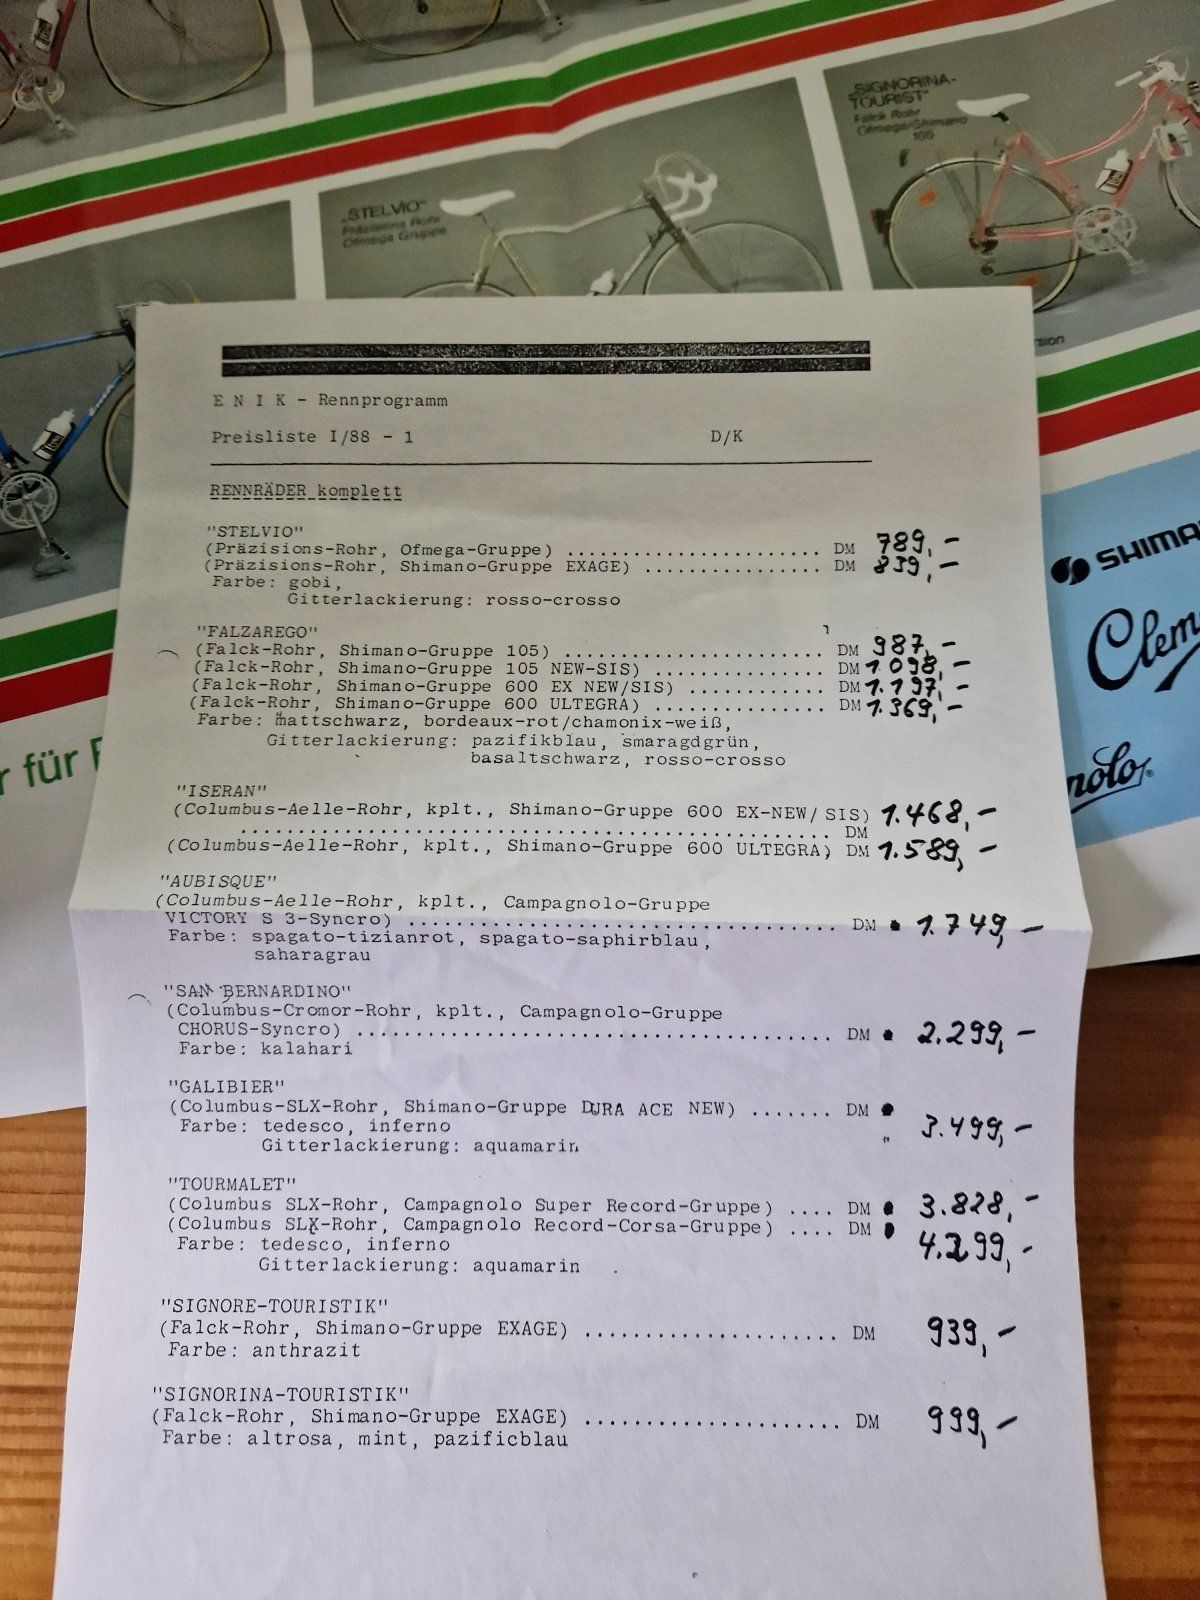 „SIGNORINA-
TOURIST"
Falck Rohr
Ofmega/Shimano
105
„STELVIO"
Präzisions Rohr
Ofmega Gruppe
E N I K - Rennprogramm
Preisliste I/88 - 1 D/K
RENNRÄDER komplett
"STELVIO"
(Präzisions-Rohr, Ofmega-Gruppe) ....................... DM 789,-
(Präzisions-Rohr, Shimano-Gruppe EXAGE) ................ DM 839,-
Farbe: gobi,
Gitterlackierung: rosso-crosso
"FALZAREGO"
(Falck-Rohr, Shimano-Gruppe 105) ........................ DM 987,-
(Falck-Rohr, Shimano-Gruppe 105 NEW-SIS) ................ DM 1.098,-
(Falck-Rohr, Shimano-Gruppe 600 EX NEW/SIS) ............ DM 1.197,-
(Falck-Rohr, Shimano-Gruppe 600 ULTEGRA) ................ DM 1.369,-
Farbe: mattschwarz, bordeaux-rot/chamonix-weiß,
Gitterlackierung: pazifikblau, smaragdgrün,
basaltschwarz, rosso-crosso
"ISERAN"
(Columbus-Aelle-Rohr, kplt., Shimano-Gruppe 600 EX-NEW/SIS) 1.468,-
..................................................... DM
(Columbus-Aelle-Rohr, kplt., Shimano-Gruppe 600 ULTEGRA) DM 1.589,-
"AUBISQUE"
(Columbus-Aelle-Rohr, kplt., Campagnolo-Gruppe
VICTORY S 3-Syncro) ..................................... DM 1.749,-
Farbe: spagato-tizianrot, spagato-saphirblau,
saharagrau
"SAN BERNARDINO"
(Columbus-Cromor-Rohr, kplt., Campagnolo-Gruppe
CHORUS-Syncro) .......................................... DM 2.299,-
Farbe: kalahari
"GALIBIER"
(Columbus-SLX-Rohr, Shimano-Gruppe DURA ACE NEW) ....... DM
3.499,-
Farbe: tedesco, inferno
Gitterlackierung: aquamarin
"TOURMALET"
(Columbus SLX-Rohr, Campagnolo Super Record-Gruppe) .... DM 3.828,-
(Columbus SLX-Rohr, Campagnolo Record-Corsa-Gruppe) .... DM
4.299,-
Farbe: tedesco, inferno
Gitterlackierung: aquamarin
"SIGNORE-TOURISTIK"
(Falck-Rohr, Shimano-Gruppe EXAGE) ...................... DM 939,-
Farbe: anthrazit
"SIGNORINA-TOURISTIK"
(Falck-Rohr, Shimano-Gruppe EXAGE) ...................... DM 999,-
Farbe: altrosa, mint, pazificblau
SHIMA
Clem
nolo
r für